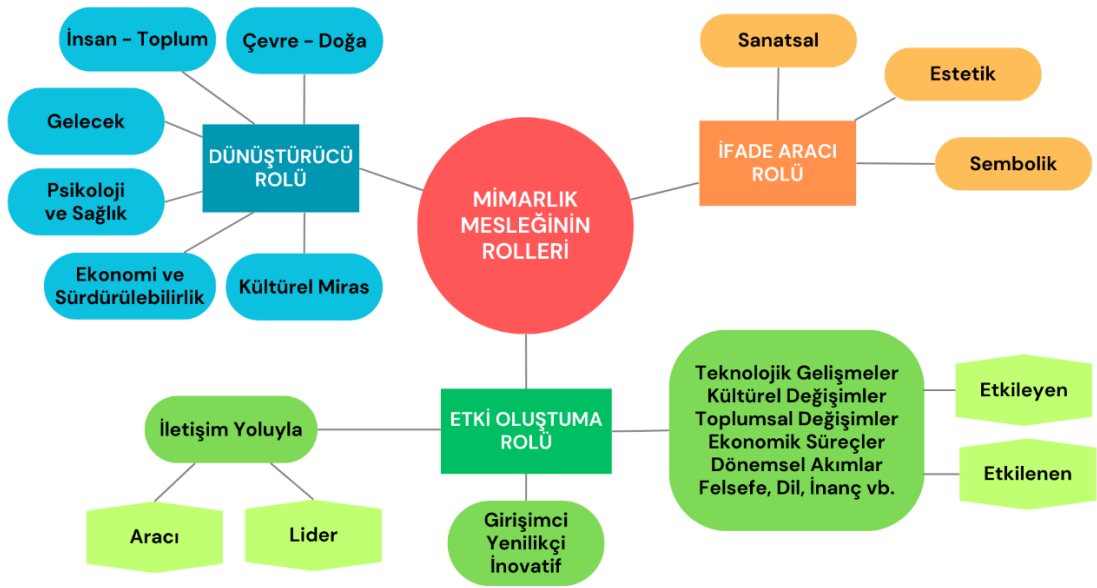 İnsan - Toplum
Çevre - Doğa
Gelecek
DÜNÜŞTÜRÜCÜ
ROLÜ
Psikoloji
ve Sağlık
Ekonomi ve
Sürdürülebilirlik
Kültürel Miras
MİMARLIK
MESLEĞİNİN
ROLLERİ
Sanatsal
Estetik
İFADE ARACI
ROLÜ
Sembolik
ETKİ OLUŞTUMA
ROLÜ
İletişim Yoluyla
Aracı
Lider
Girişimci
Yenilikçi
İnovatif
Teknolojik Gelişmeler
Kültürel Değişimler
Toplumsal Değişimler
Ekonomik Süreçler
Dönemsel Akımlar
Felsefe, Dil, İnanç vb.
Etkileyen
Etkilenen